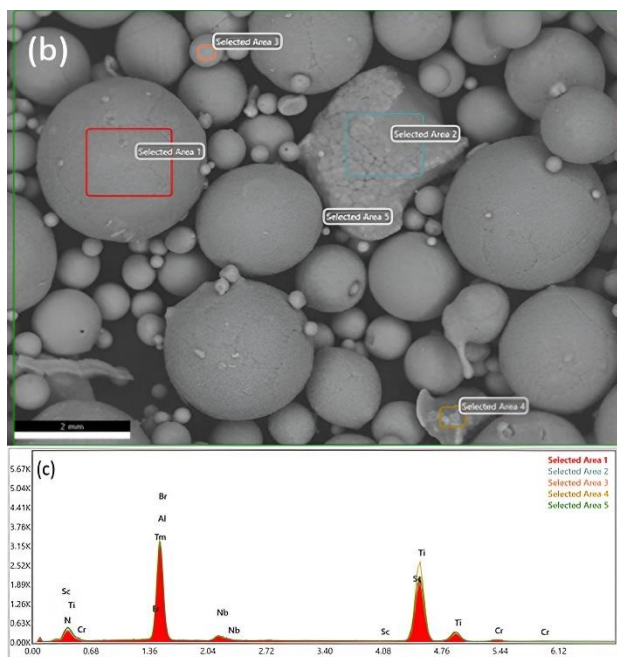 (b)
Selected Area 3
Selected Area 1
Selected Area 2
Selected Area 5
Selected Area 4
2 mm
(c)
Selected Area 1
Selected Area 2
Selected Area 3
Selected Area 4
Selected Area 5
5.67K
5.04K
4.41K
3.78K
3.15K
2.52K
1.89K
1.26K
0.63K
0.00K
Sc
Ti
N
Cr
Br
Al
Tm
Nb
Nb
Sc
Ti
Ti
Cr
Cr
0.00
0.68
1.36
2.04
2.72
3.40
4.08
4.76
5.44
6.12